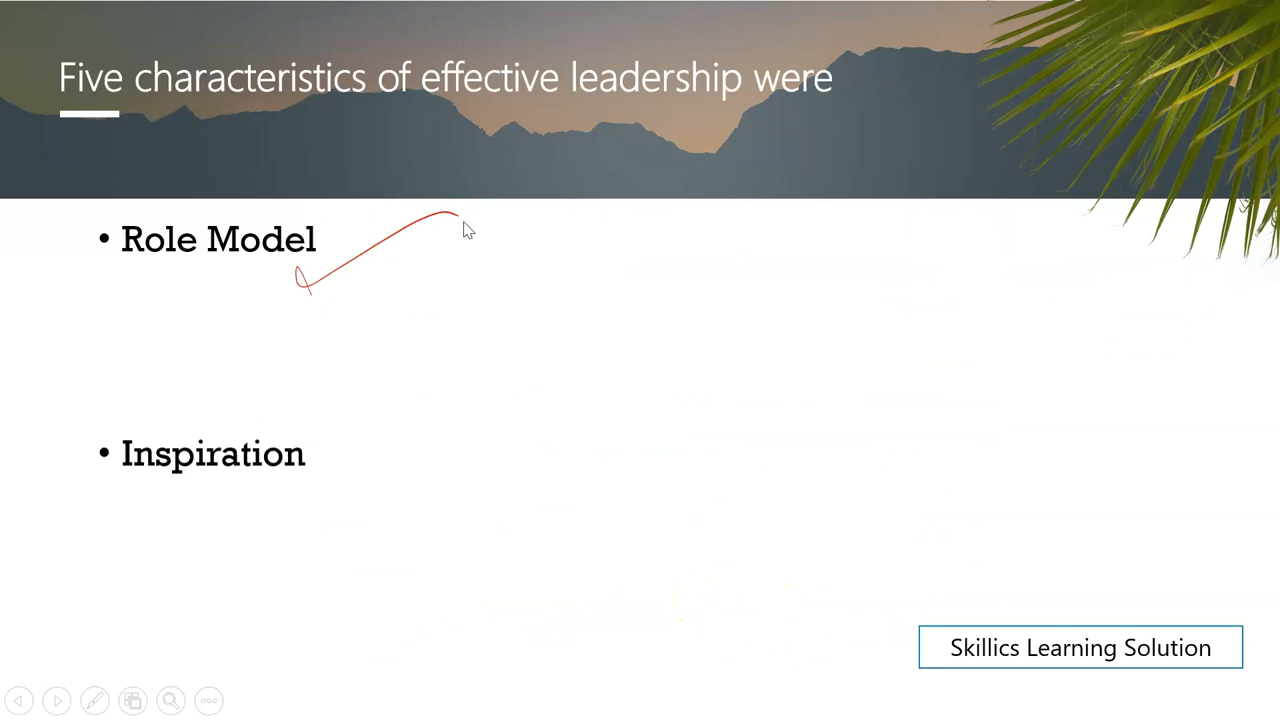 Five characteristics of effective leadership were
• Role Model
• Inspiration
Skillics Learning Solution